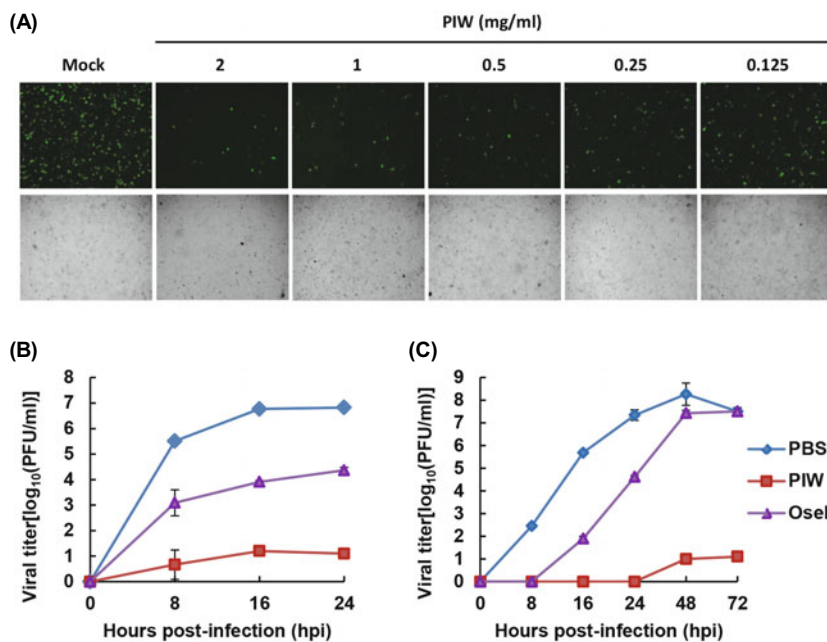 (A)
PIW (mg/ml)
Mock 2 1 0.5 0.25 0.125
(B)
Viral titer[log10(PFU/ml)]
8
7
6
5
4
3
2
1
0
0 8 16 24
Hours post-infection (hpi)
(C)
Viral titer[log10(PFU/ml)]
9
8
7
6
5
4
3
2
1
0
0 8 16 24 48 72
Hours post-infection (hpi)
PBS
PIW
Osel